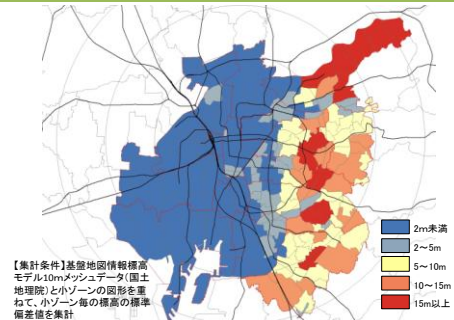 2m未満
2～5m
5～10m
10～15m
15m以上
【集計条件】基盤地図情報標高
モデル10mメッシュデータ(国土
地理院)と小ゾーンの図形を重
ねて、小ゾーン毎の標高の標準
偏差値を集計